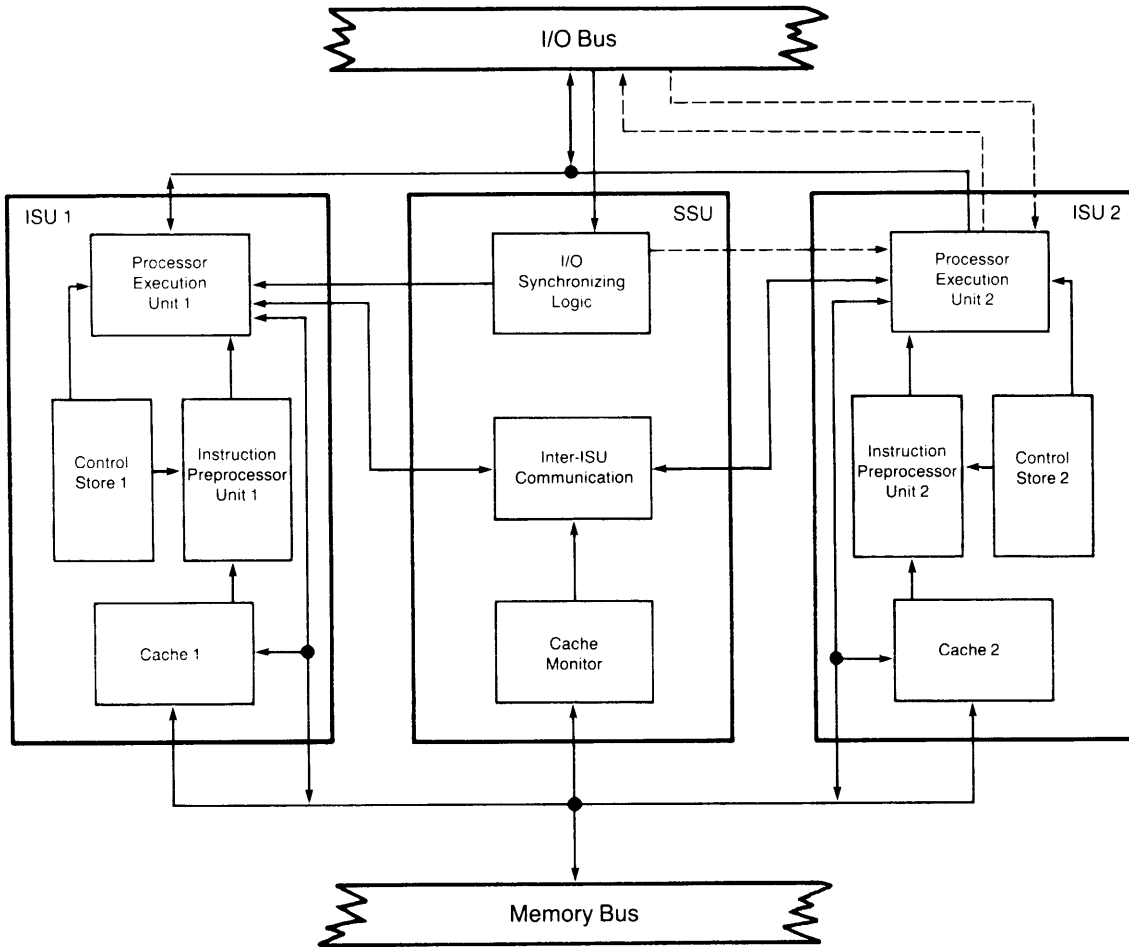 I/O Bus
ISU 1
SSU
ISU 2
Processor
Execution
Unit 1
I/O
Synchronizing
Logic
Processor
Execution
Unit 2
Control
Store 1
Instruction
Preprocessor
Unit 1
Inter-ISU
Communication
Instruction
Preprocessor
Unit 2
Control
Store 2
Cache 1
Cache
Monitor
Cache 2
Memory Bus